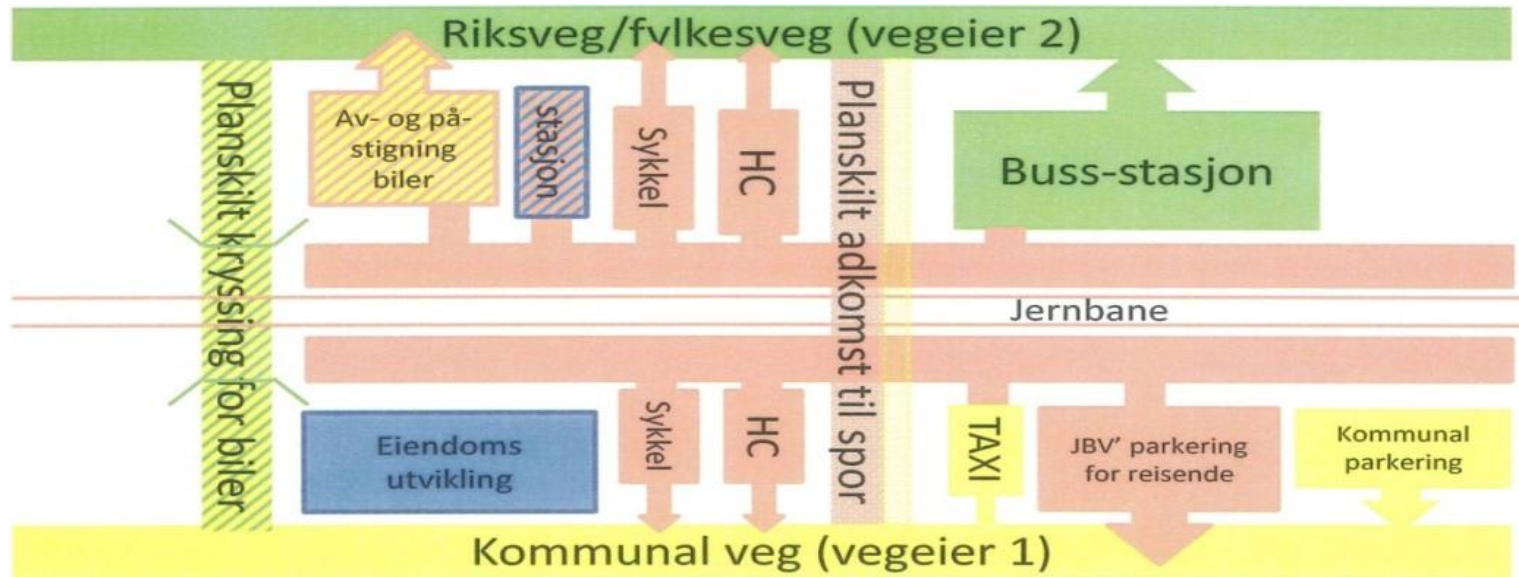 Riksveg/fylkesveg (vegeier 2)
Planskilt kryssing for biler
Av- og på-
stigning
biler
stasjon
Sykkel
HC
Planskilt adkomst til spor
Buss-stasjon
Jernbane
Eiendoms
utvikling
Sykkel
HC
TAXI
JBV' parkering
for reisende
Kommunal
parkering
Kommunal veg (vegeier 1)